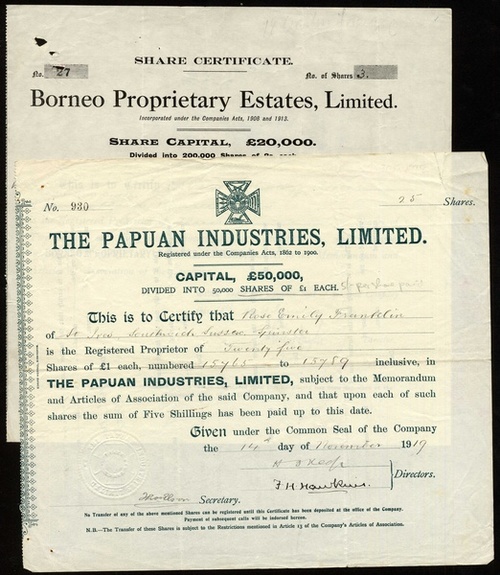 SHARE CERTIFICATE.
No. 27 No. of Shares 3.
Borneo Proprietary Estates, Limited.
Incorporated under the Companies Acts, 1908 and 1913.
SHARE CAPITAL, £20,000.
Divided into 200,000 Shares of
No. 930 25 Shares.
THE PAPUAN INDUSTRIES, LIMITED.
Registered under the Companies Acts, 1862 to 1900.
CAPITAL, £50,000,
DIVIDED INTO 50,000 SHARES OF £1 EACH.
This is to Certify that Rose Emily Franklin
of Southwick Sussex Spinster
is the Registered Proprietor of Twenty five
Shares of £1 each, numbered 15765 to 15789 inclusive, in
THE PAPUAN INDUSTRIES, LIMITED, subject to the Memorandum
and Articles of Association of the said Company, and that upon each of such
shares the sum of Five Shillings has been paid up to this date.
Given under the Common Seal of the Company
the 14th day of November 1919
Directors.
F H Hawkins.
Secretary.
No Transfer of any of the above mentioned Shares can be registered until this Certificate has been deposited at the office of the Company.
Payment of subsequent calls will be indorsed hereon.
N.B.—The Transfer of these Shares is subject to the Restrictions mentioned in Article 13 of the Company's Articles of Association.